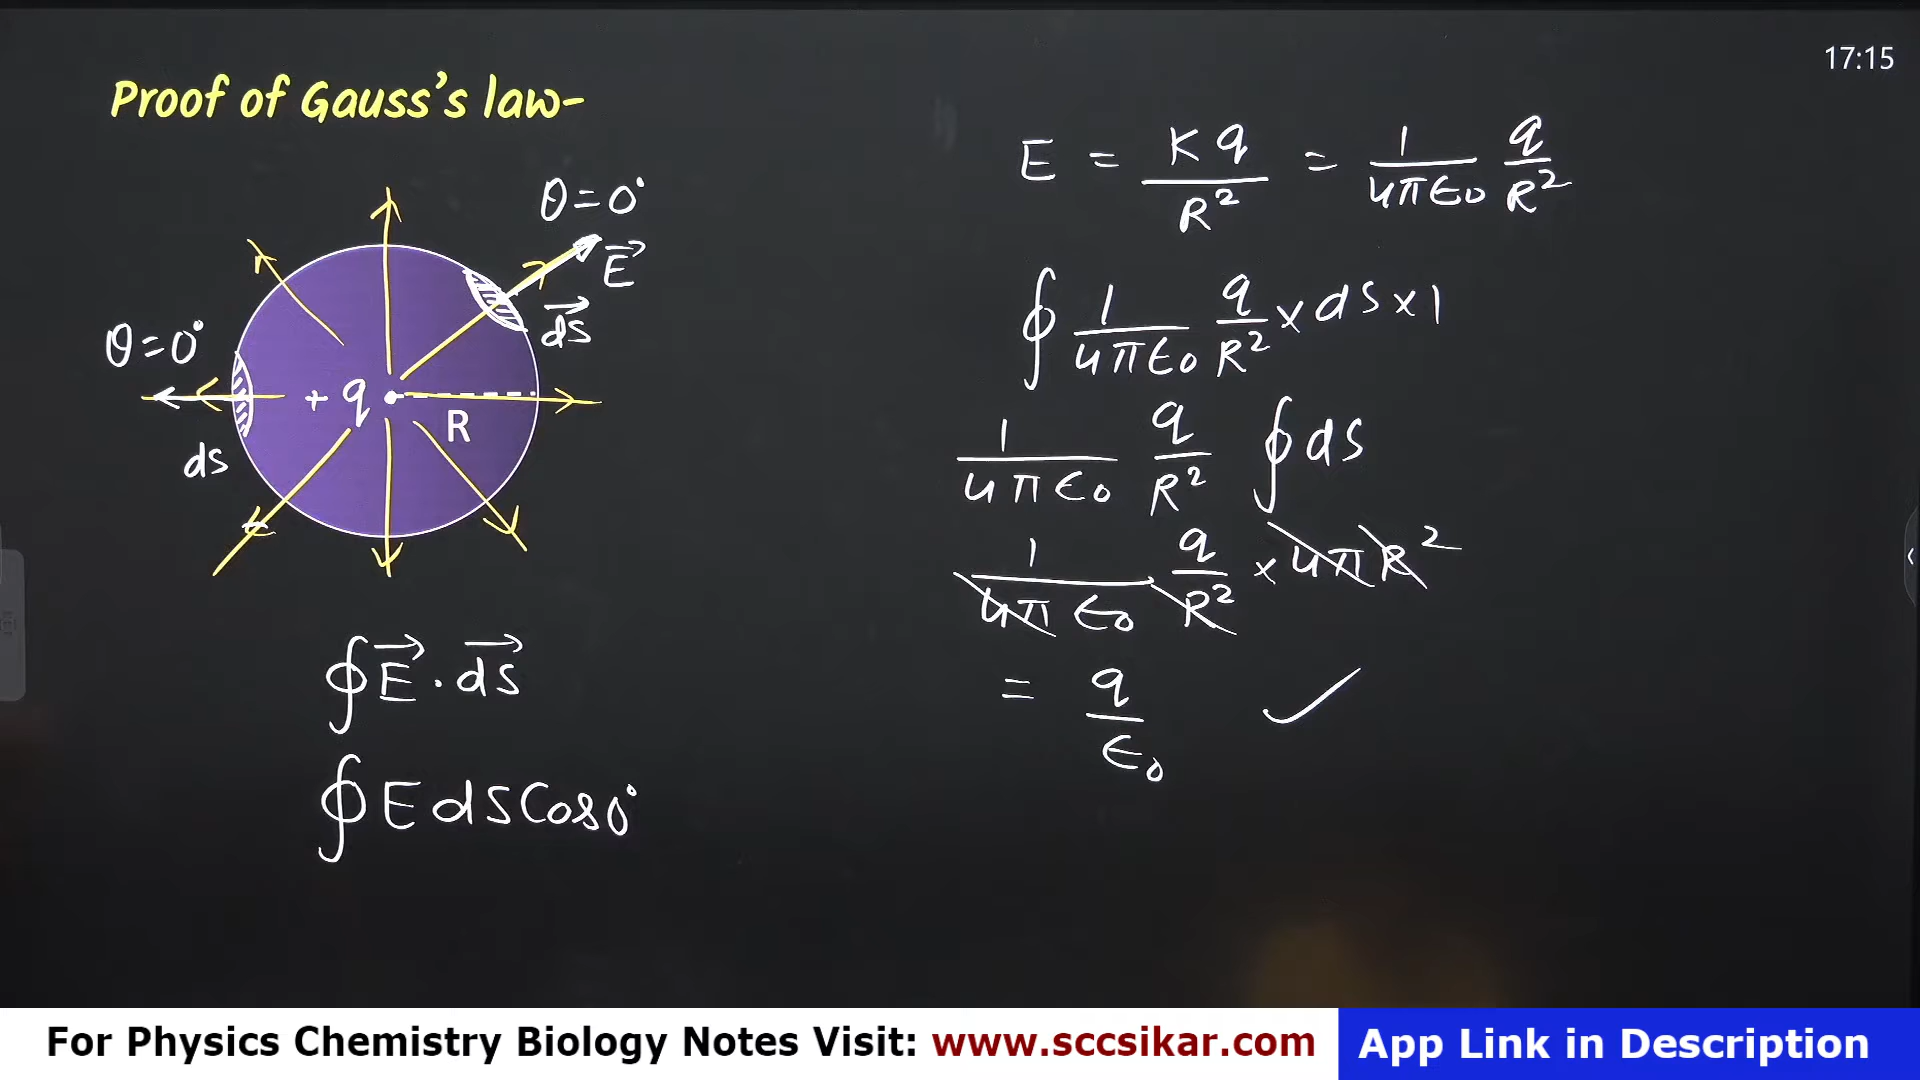 17:15
Proof of Gauss's law-
θ=0°
E⃗
ds⃗
θ=0°
+q
R
ds
∮E⃗.ds⃗
∮E ds Cos0°
E = Kq/R² = 1/4πϵ₀ q/R²
∮ 1/4πϵ₀ q/R² × ds × 1
1/4πϵ₀ q/R² ∮ds
1/4πϵ₀ q/R² × 4πR²
= q/ϵ₀ ✓
For Physics Chemistry Biology Notes Visit: www.sccsikar.com
App Link in Description